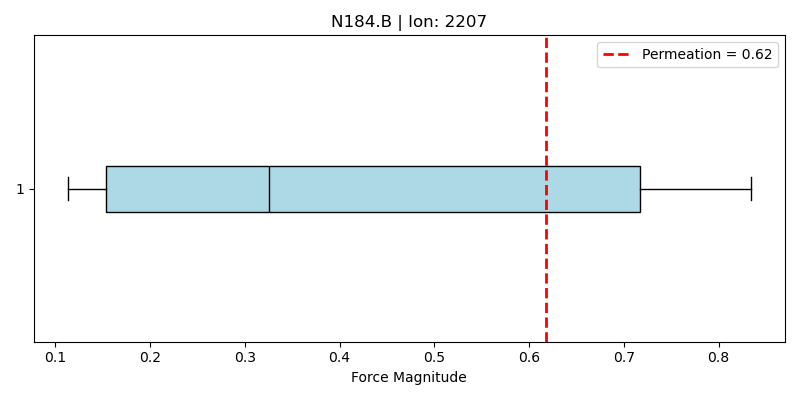 N184.B | Ion: 2207
Permeation = 0.62
1
0.1 0.2 0.3 0.4 0.5 0.6 0.7 0.8
Force Magnitude